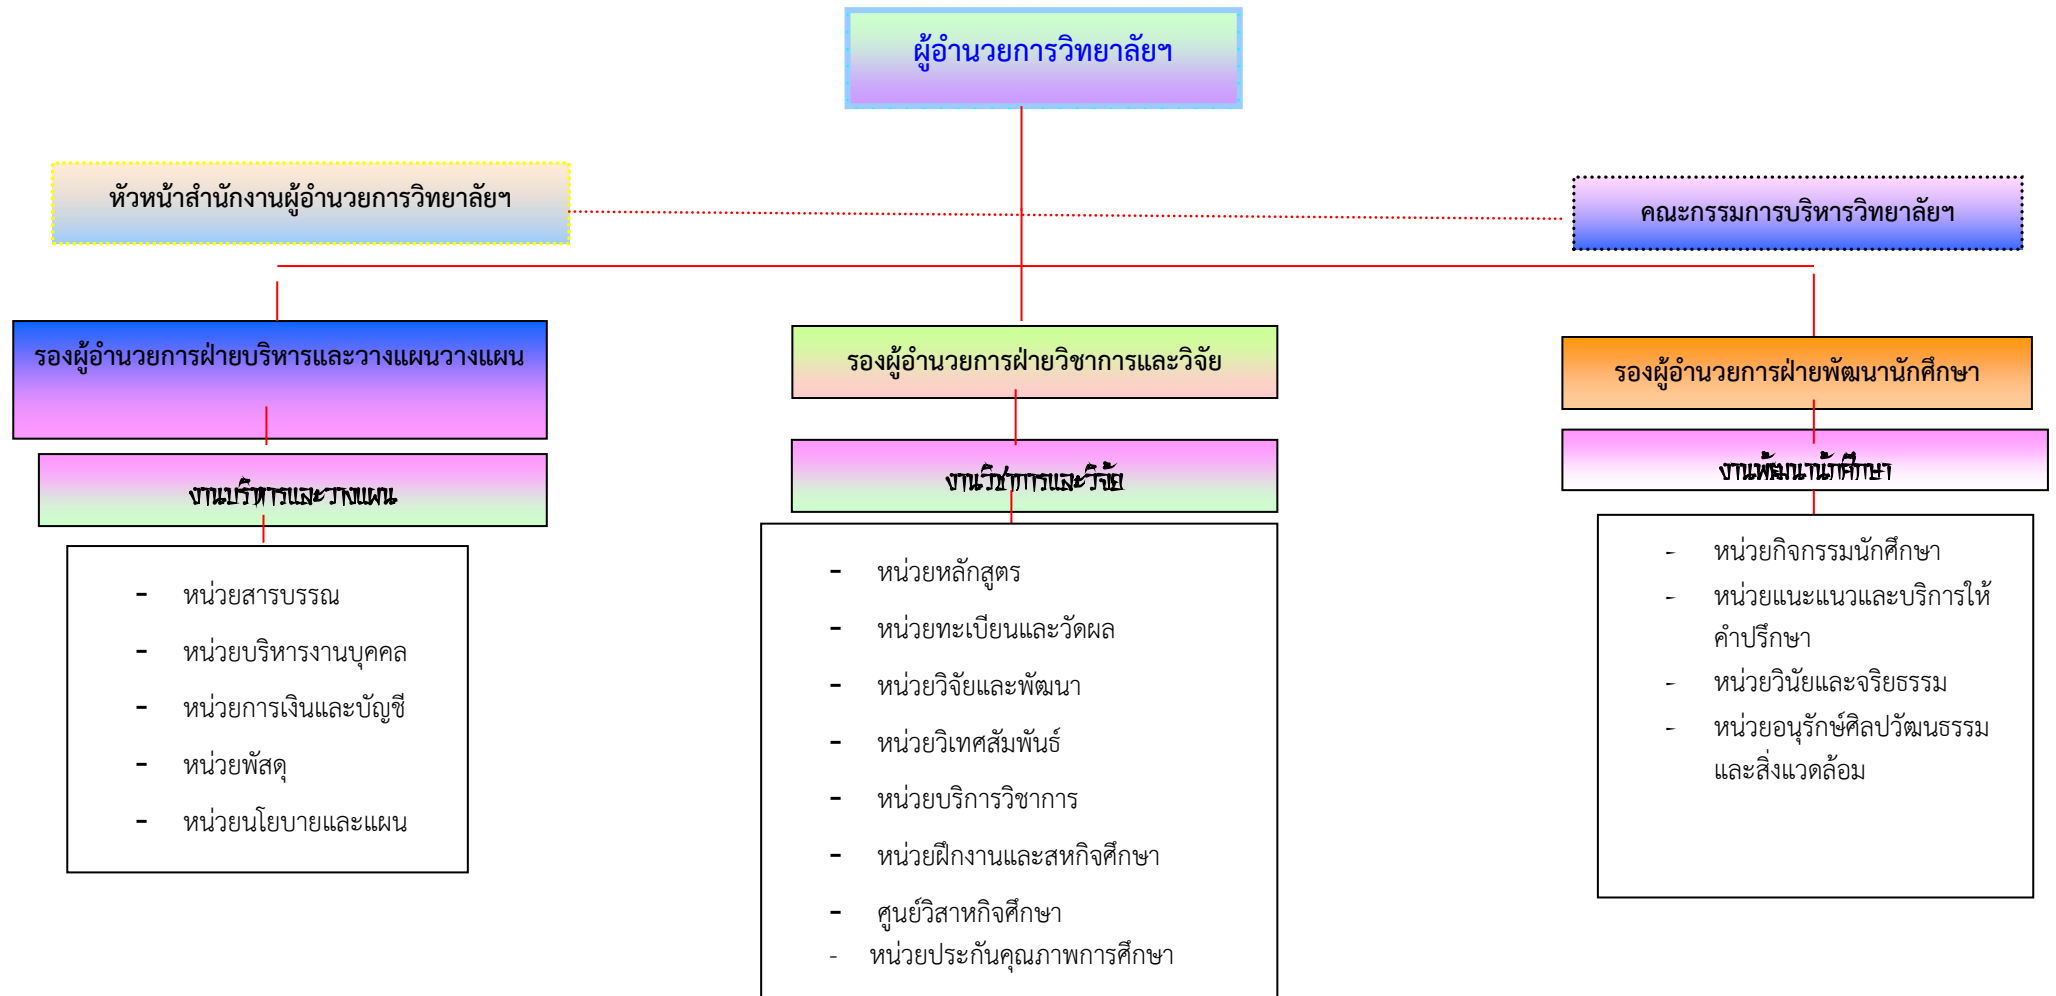 ผู้อำนวยการวิทยาลัยฯ
หัวหน้าสำนักงานผู้อำนวยการวิทยาลัยฯ
คณะกรรมการบริหารวิทยาลัยฯ
รองผู้อำนวยการฝ่ายบริหารและวางแผนวางแผน
งานบริหารและวางแผน
- หน่วยสารบรรณ
- หน่วยบริหารงานบุคคล
- หน่วยการเงินและบัญชี
- หน่วยพัสดุ
- หน่วยนโยบายและแผน
รองผู้อำนวยการฝ่ายวิชาการและวิจัย
งานวิชาการและวิจัย
- หน่วยหลักสูตร
- หน่วยทะเบียนและวัดผล
- หน่วยวิจัยและพัฒนา
- หน่วยวิเทศสัมพันธ์
- หน่วยบริการวิชาการ
- หน่วยฝึกงานและสหกิจศึกษา
- ศูนย์วิสาหกิจศึกษา
- หน่วยประกันคุณภาพการศึกษา
รองผู้อำนวยการฝ่ายพัฒนานักศึกษา
งานพัฒนานักศึกษา
- หน่วยกิจกรรมนักศึกษา
- หน่วยแนะแนวและบริการให้
คำปรึกษา
- หน่วยวินัยและจริยธรรม
- หน่วยอนุรักษ์ศิลปวัฒนธรรม
และสิ่งแวดล้อม